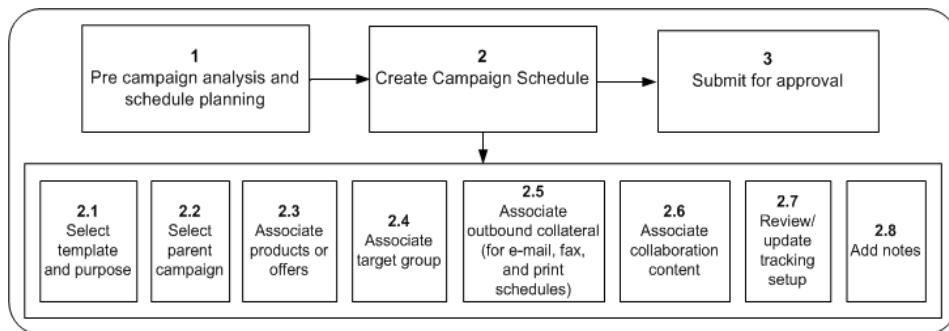 1
Pre campaign analysis and
schedule planning
2
Create Campaign Schedule
3
Submit for approval
2.1
Select
template
and purpose
2.2
Select
parent
campaign
2.3
Associate
products or
offers
2.4
Associate
target group
2.5
Associate
outbound collateral
(for e-mail, fax,
and print
schedules)
2.6
Associate
collaboration
content
2.7
Review/
update
tracking
setup
2.8
Add notes